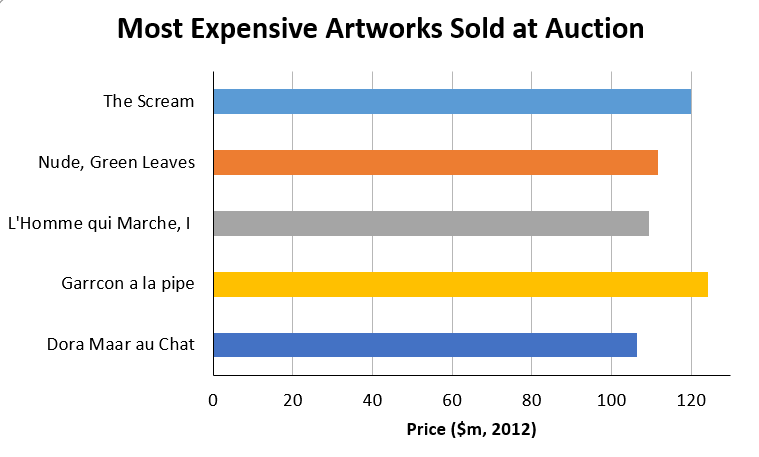 Most Expensive Artworks Sold at Auction
The Scream
Nude, Green Leaves
L'Homme qui Marche, I
Garrcon a la pipe
Dora Maar au Chat
0 20 40 60 80 100 120
Price ($m, 2012)